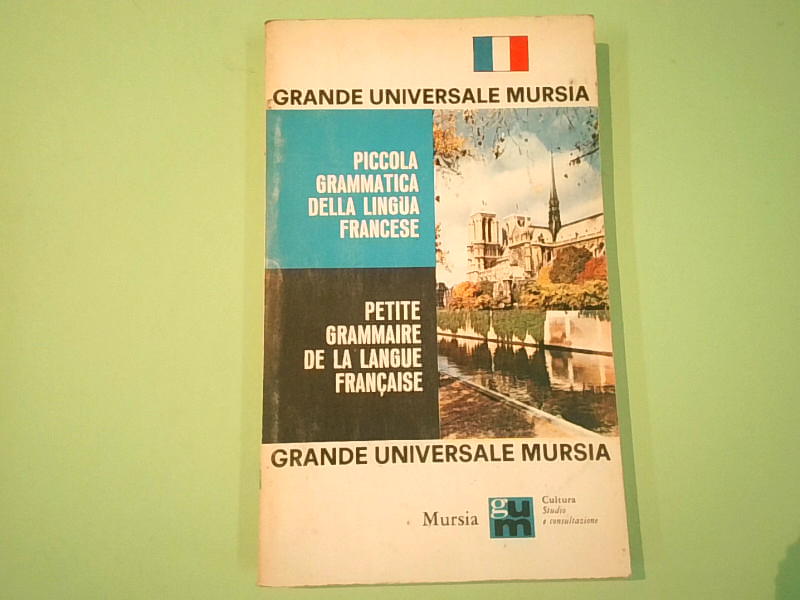 GRANDE UNIVERSALE MURSIA
PICCOLA
GRAMMATICA
DELLA LINGUA
FRANCESE
PETITE
GRAMMAIRE
DE LA LANGUE
FRANÇAISE
GRANDE UNIVERSALE MURSIA
Mursia
gum
Cultura
Studio
e consultazione